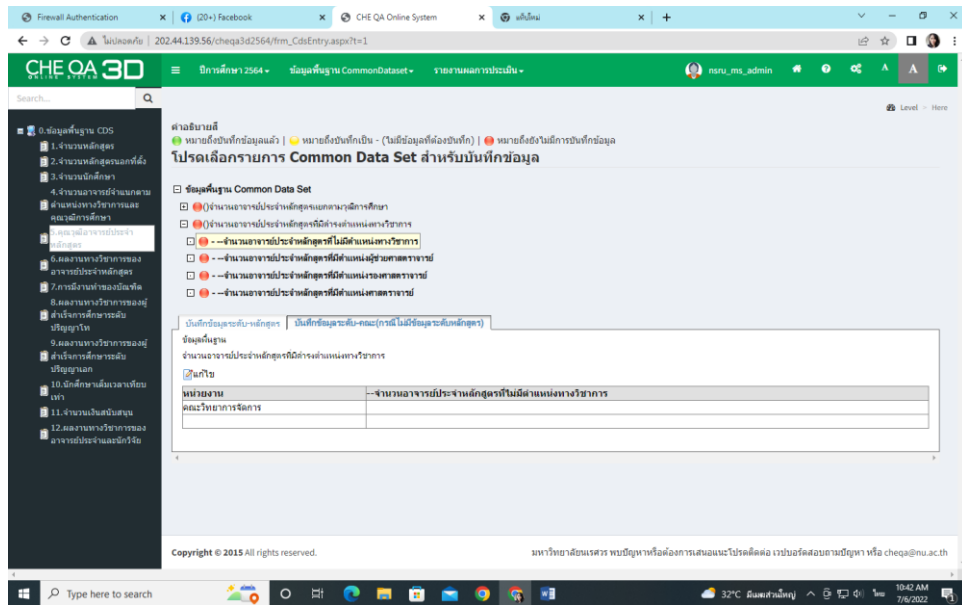 Firewall Authentication
(20+) Facebook
CHE QA Online System
แท็บใหม่
ไม่ปลอดภัย | 202.44.139.56/cheqa3d2564/frm_CdsEntry.aspx?t=1
CHE QA 3D
ONLINE SYSTEM
ปีการศึกษา 2564
ข้อมูลพื้นฐาน CommonDataset
รายงานผลการประเมิน
nsru_ms_admin
A
A
Search...
Level > Here
0.ข้อมูลพื้นฐาน CDS
1.จำนวนหลักสูตร
2.จำนวนหลักสูตรนอกที่ตั้ง
3.จำนวนนักศึกษา
4.จำนวนอาจารย์จำแนกตาม
ตำแหน่งทางวิชาการและ
คุณวุฒิการศึกษา
5.คุณวุฒิอาจารย์ประจำ
หลักสูตร
6.ผลงานทางวิชาการของ
อาจารย์ประจำหลักสูตร
7.การมีงานทำของบัณฑิต
8.ผลงานทางวิชาการของผู้
สำเร็จการศึกษาระดับ
ปริญญาโท
9.ผลงานทางวิชาการของผู้
สำเร็จการศึกษาระดับ
ปริญญาเอก
10.นักศึกษาเต็มเวลาเทียบ
เท่า
11.จำนวนเงินสนับสนุน
12.ผลงานทางวิชาการของ
อาจารย์ประจำและนักวิจัย
คำอธิบายสี
หมายถึงบันทึกข้อมูลแล้ว | หมายถึงบันทึกเป็น - (ไม่มีข้อมูลที่ต้องบันทึก) | หมายถึงยังไม่มีการบันทึกข้อมูล
โปรดเลือกรายการ Common Data Set สำหรับบันทึกข้อมูล
ข้อมูลพื้นฐาน Common Data Set
()จำนวนอาจารย์ประจำหลักสูตรแยกตามวุฒิการศึกษา
()จำนวนอาจารย์ประจำหลักสูตรที่มีดำรงตำแหน่งทางวิชาการ
- --จำนวนอาจารย์ประจำหลักสูตรที่ไม่มีตำแหน่งทางวิชาการ
- --จำนวนอาจารย์ประจำหลักสูตรที่มีตำแหน่งผู้ช่วยศาสตราจารย์
- --จำนวนอาจารย์ประจำหลักสูตรที่มีตำแหน่งรองศาสตราจารย์
- --จำนวนอาจารย์ประจำหลักสูตรที่มีตำแหน่งศาสตราจารย์
บันทึกข้อมูลระดับ-หลักสูตร
บันทึกข้อมูลระดับ-คณะ(กรณีไม่มีข้อมูลระดับหลักสูตร)
ข้อมูลพื้นฐาน
จำนวนอาจารย์ประจำหลักสูตรที่มีดำรงตำแหน่งทางวิชาการ
แก้ไข
หน่วยงาน
--จำนวนอาจารย์ประจำหลักสูตรที่ไม่มีตำแหน่งทางวิชาการ
คณะวิทยาการจัดการ
Copyright © 2015 All rights reserved.
มหาวิทยาลัยนเรศวร พบปัญหาหรือต้องการเสนอแนะโปรดติดต่อ เวปบอร์ดสอบถามปัญหา หรือ cheqa@nu.ac.th
Type here to search
32°C มีเมฆส่วนใหญ่
ไทย
10:42 AM
7/6/2022